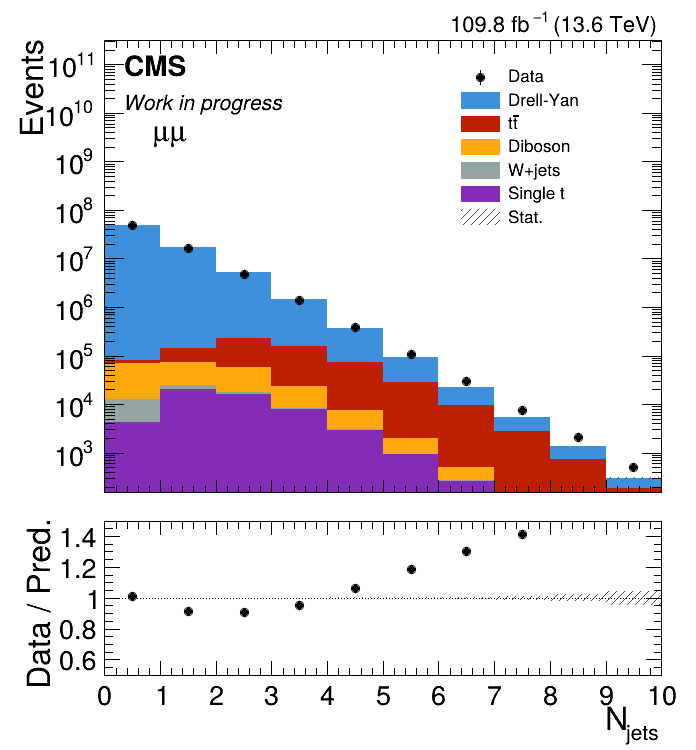 109.8 fb⁻¹ (13.6 TeV)
Events
CMS
Work in progress
μμ
Data
Drell-Yan
tt̅
Diboson
W+jets
Single t
Stat.
10¹¹
10¹⁰
10⁹
10⁸
10⁷
10⁶
10⁵
10⁴
10³
Data / Pred.
1.4
1.2
1
0.8
0.6
0 1 2 3 4 5 6 7 8 9 10
N_jets